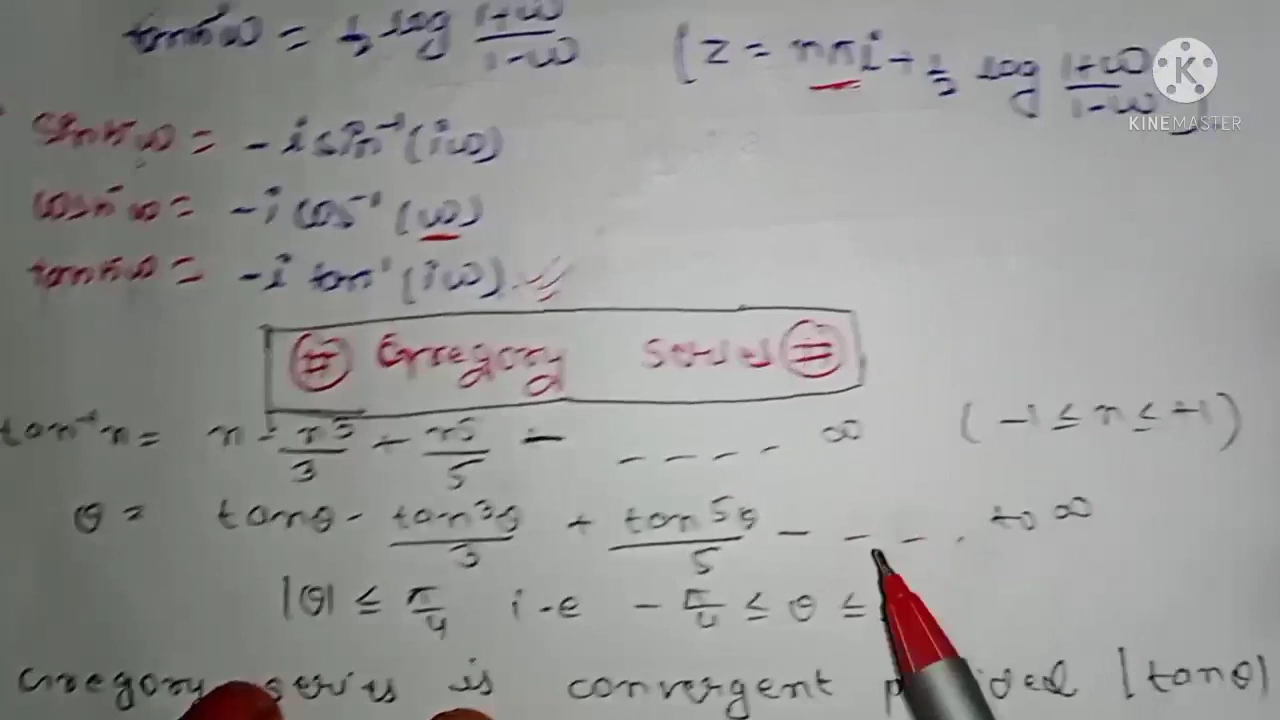 tanh⁻¹ω = ½ log (1+ω)/(1-ω) (z = nπi + ½ log (1+ω)/(1-ω))
KINEMASTER
sinh⁻¹ω = -i sin⁻¹(iω)
cosh⁻¹ω = -i cos⁻¹(ω)
tanh⁻¹ω = -i tan⁻¹(iω)
# Gregory series
tan⁻¹x = x - x³/3 + x⁵/5 - - - - - ∞ (-1 ≤ x ≤ +1)
θ = tanθ - tan³θ/3 + tan⁵θ/5 - - - . to ∞
|θ| ≤ π/4 i-e - π/4 ≤ θ ≤
Gregory series is convergent |tanθ|